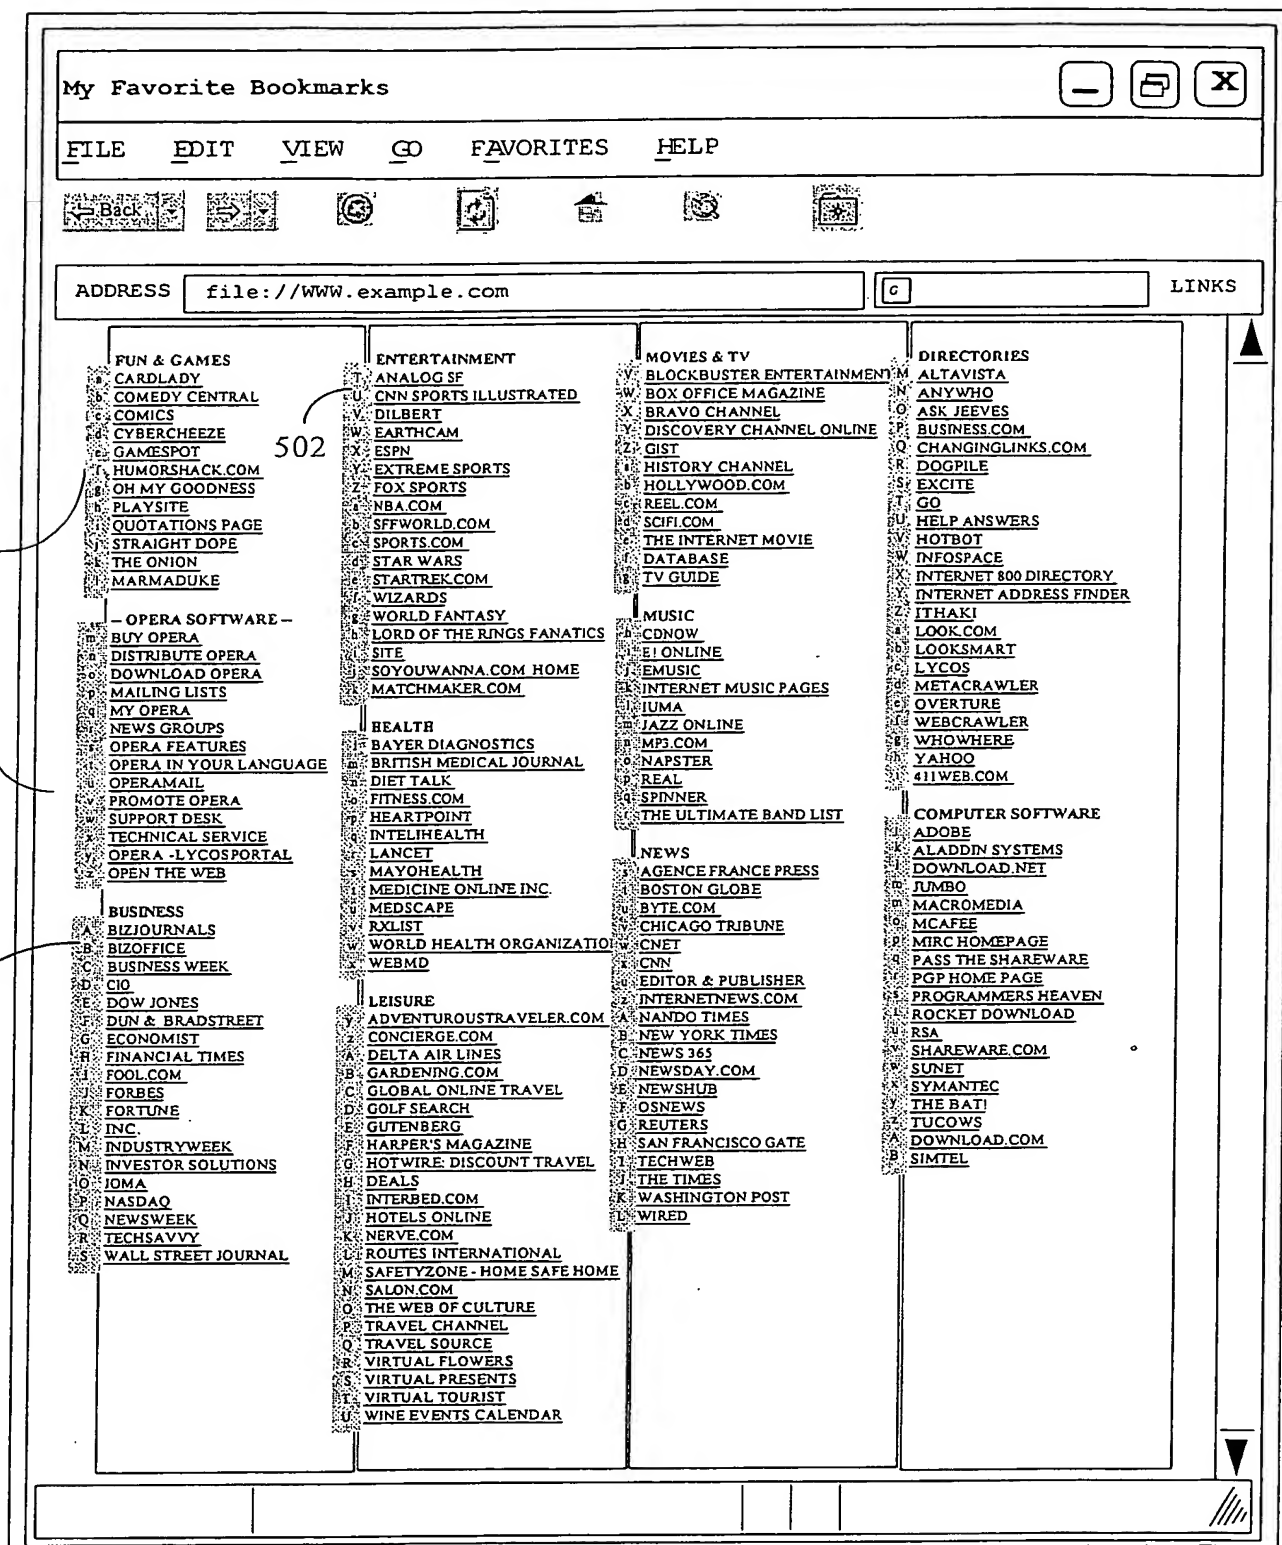 My Favorite Bookmarks
X
FILE EDIT VIEW GO FAVORITES HELP
Back
ADDRESS file://WWW.example.com G LINKS
FUN & GAMES
a CARDLADY
b COMEDY CENTRAL
c COMICS
d CYBERCHEEZE
e GAMESPOT
f HUMORSHACK.COM
g OH MY GOODNESS
h PLAYSITE
i QUOTATIONS PAGE
j STRAIGHT DOPE
k THE ONION
l MARMADUKE
– OPERA SOFTWARE –
m BUY OPERA
n DISTRIBUTE OPERA
o DOWNLOAD OPERA
p MAILING LISTS
q MY OPERA
NEWS GROUPS
s OPERA FEATURES
t OPERA IN YOUR LANGUAGE
u OPERAMAIL
v PROMOTE OPERA
w SUPPORT DESK
x TECHNICAL SERVICE
y OPERA -LYCOSPORTAL
z OPEN THE WEB
BUSINESS
A BIZJOURNALS
B BIZOFFICE
C BUSINESS WEEK
D CIO
E DOW JONES
F DUN & BRADSTREET
G ECONOMIST
H FINANCIAL TIMES
I FOOL.COM
J FORBES
K FORTUNE
L INC.
M INDUSTRYWEEK
N INVESTOR SOLUTIONS
O JOMA
P NASDAQ
Q NEWSWEEK
R TECHSAVVY
S WALL STREET JOURNAL
502
ENTERTAINMENT
T ANALOG SF
U CNN SPORTS ILLUSTRATED
V DILBERT
W EARTHCAM
X ESPN
Y EXTREME SPORTS
Z FOX SPORTS
a NBA.COM
b SFFWORLD.COM
c SPORTS.COM
d STAR WARS
e STARTREK.COM
f WIZARDS
g WORLD FANTASY
h LORD OF THE RINGS FANATICS
i SITE
j SOYOUWANNA.COM HOME
k MATCHMAKER.COM
HEALTH
l BAYER DIAGNOSTICS
m BRITISH MEDICAL JOURNAL
n DIET TALK
o FITNESS.COM
p HEARTPOINT
q INTELIHEALTH
r LANCET
s MAYOHEALTH
t MEDICINE ONLINE INC.
u MEDSCAPE
v RXLIST
w WORLD HEALTH ORGANIZATIO
x WEBMD
LEISURE
y ADVENTUROUSTRAVELER.COM
z CONCIERGE.COM
A DELTA AIR LINES
B GARDENING.COM
C GLOBAL ONLINE TRAVEL
D GOLF SEARCH
E GUTENBERG
F HARPER'S MAGAZINE
G HOTWIRE: DISCOUNT TRAVEL
H DEALS
I INTERBED.COM
J HOTELS ONLINE
K NERVE.COM
L ROUTES INTERNATIONAL
M SAFETYZONE - HOME SAFE HOME
N SALON.COM
O THE WEB OF CULTURE
P TRAVEL CHANNEL
Q TRAVEL SOURCE
R VIRTUAL FLOWERS
S VIRTUAL PRESENTS
T VIRTUAL TOURIST
U WINE EVENTS CALENDAR
MOVIES & TV
V BLOCKBUSTER ENTERTAINMENT
W BOX OFFICE MAGAZINE
X BRAVO CHANNEL
Y DISCOVERY CHANNEL ONLINE
Z GIST
a HISTORY CHANNEL
b HOLLYWOOD.COM
c REEL.COM
d SCIFI.COM
e THE INTERNET MOVIE
f DATABASE
g TV GUIDE
MUSIC
h CDNOW
i E! ONLINE
j EMUSIC
k INTERNET MUSIC PAGES
l IUMA
m JAZZ ONLINE
n MP3.COM
o NAPSTER
p REAL
q SPINNER
r THE ULTIMATE BAND LIST
NEWS
s AGENCE FRANCE PRESS
t BOSTON GLOBE
u BYTE.COM
v CHICAGO TRIBUNE
w CNET
x CNN
EDITOR & PUBLISHER
z INTERNETNEWS.COM
A NANDO TIMES
B NEW YORK TIMES
C NEWS 365
D NEWSDAY.COM
E NEWSHUB
F OSNEWS
G REUTERS
H SAN FRANCISCO GATE
I TECHWEB
J THE TIMES
K WASHINGTON POST
L WIRED
DIRECTORIES
M ALTAVISTA
N ANYWHO
O ASK JEEVES
P BUSINESS.COM
Q CHANGINGLINKS.COM
R DOGPILE
S EXCITE
T GO
U HELP ANSWERS
V HOTBOT
W INFOSPACE
X INTERNET 800 DIRECTORY
Y INTERNET ADDRESS FINDER
Z ITHAKI
a LOOK.COM
b LOOKSMART
c LYCOS
d METACRAWLER
e OVERTURE
f WEBCRAWLER
g WHOWHERE
h YAHOO
i 411WEB.COM
COMPUTER SOFTWARE
j ADOBE
k ALADDIN SYSTEMS
l DOWNLOAD.NET
m JUMBO
MACROMEDIA
o MCAFEE
p MIRC HOMEPAGE
q PASS THE SHAREWARE
r PGP HOME PAGE
s PROGRAMMERS HEAVEN
ROCKET DOWNLOAD
u RSA
v SHAREWARE.COM
w SUNET
x SYMANTEC
y THE BAT!
z TUCOWS
A DOWNLOAD.COM
B SIMTEL